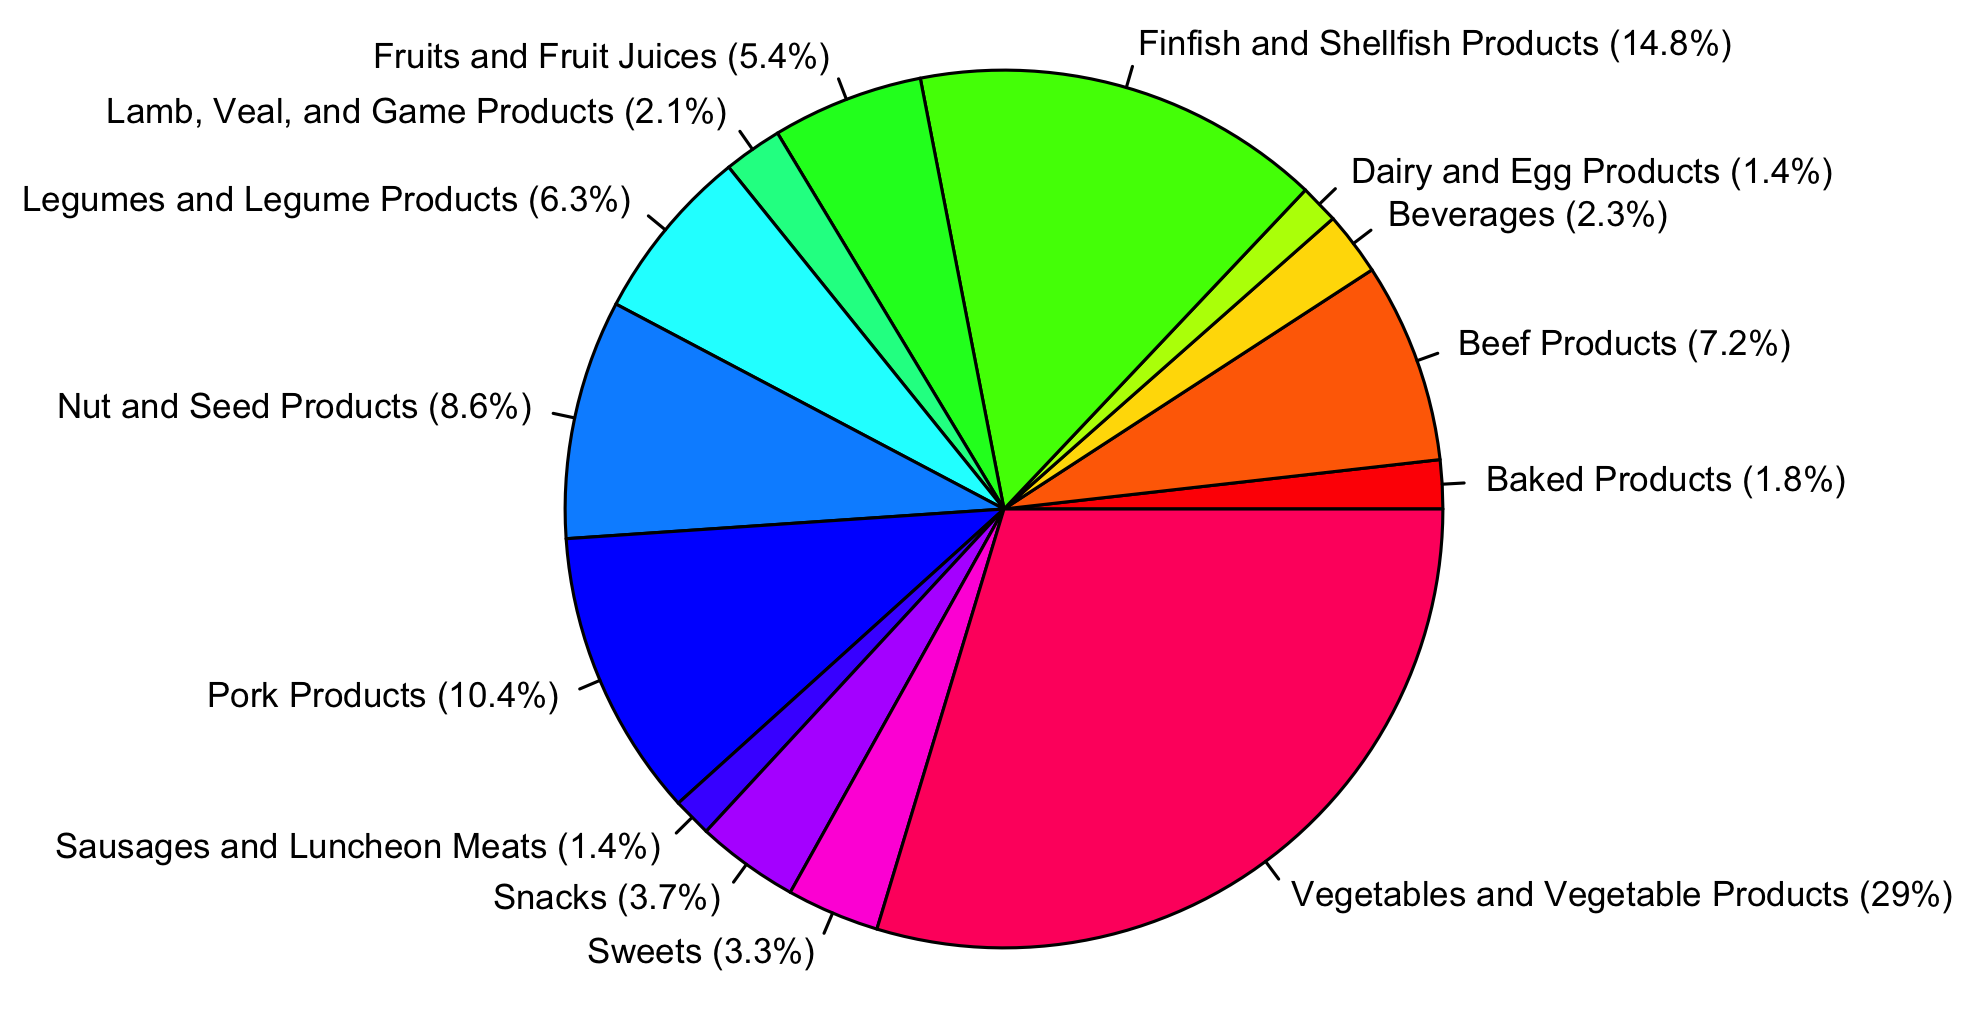 Finfish and Shellfish Products (14.8%)
Fruits and Fruit Juices (5.4%)
Lamb, Veal, and Game Products (2.1%)
Dairy and Egg Products (1.4%)
Legumes and Legume Products (6.3%)
Beverages (2.3%)
Beef Products (7.2%)
Nut and Seed Products (8.6%)
Baked Products (1.8%)
Pork Products (10.4%)
Sausages and Luncheon Meats (1.4%)
Vegetables and Vegetable Products (29%)
Snacks (3.7%)
Sweets (3.3%)